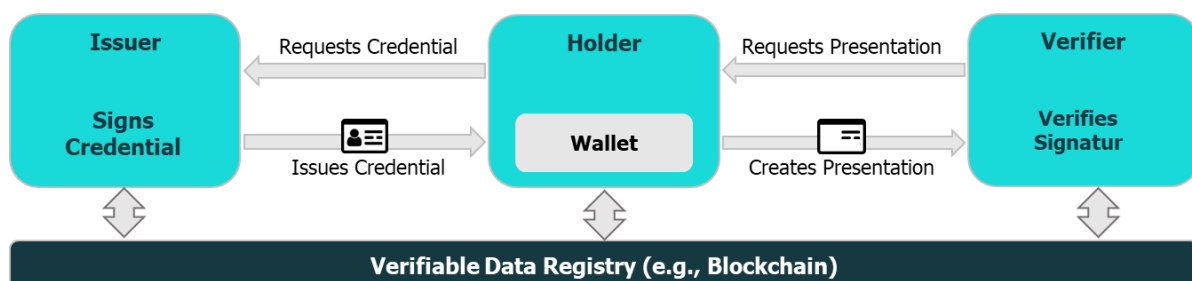 Issuer
Requests Credential
Holder
Requests Presentation
Verifier
Signs
Credential
Issues Credential
Wallet
Creates Presentation
Verifies
Signatur
Verifiable Data Registry (e.g., Blockchain)